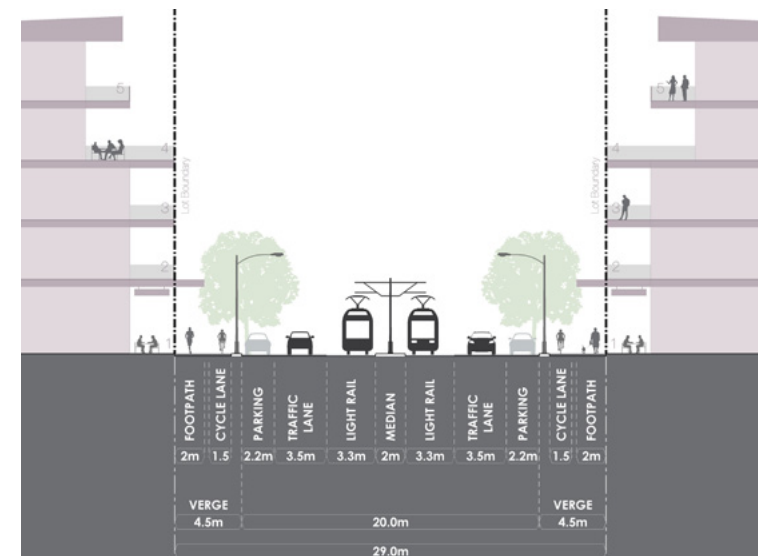 5
5
4
4
Lot Boundary
Lot Boundary
3
3
2
2
1
1
FOOTPATH
CYCLE LANE
PARKING
TRAFFIC LANE
LIGHT RAIL
MEDIAN
LIGHT RAIL
TRAFFIC LANE
PARKING
CYCLE LANE
FOOTPATH
2m 1.5 2.2m 3.5m 3.3m 2m 3.3m 3.5m 2.2m 1.5 2m
VERGE VERGE
4.5m 20.0m 4.5m
29.0m